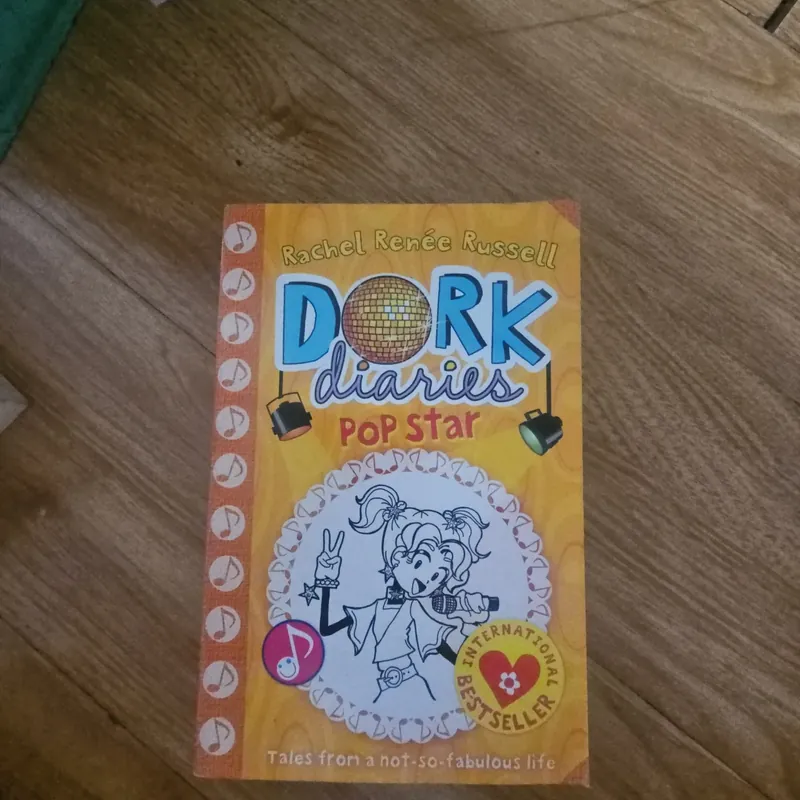 Rachel Renée Russell
DORK
diaries
POP Star
INTERNATIONAL
BESTSELLER
Tales from a not-so-fabulous life